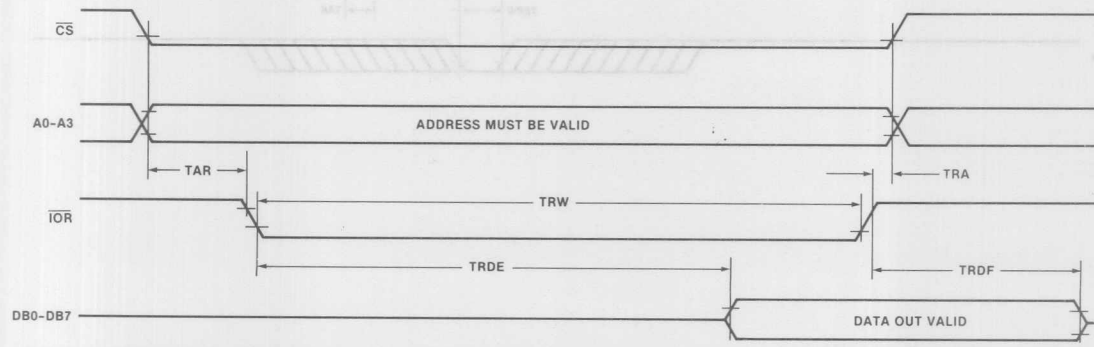 CS
A0-A3
ADDRESS MUST BE VALID
TAR
TRA
IOR
TRW
TRDE
TRDF
DB0-DB7
DATA OUT VALID